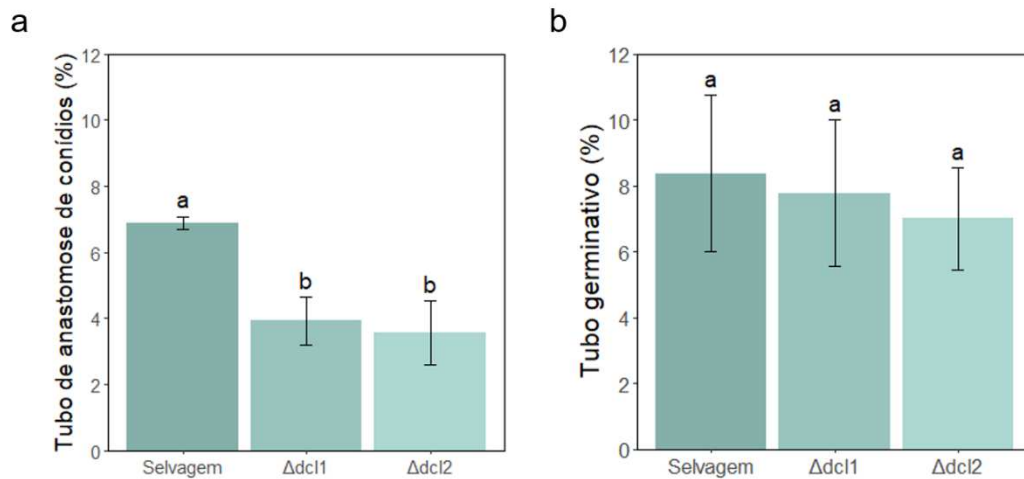 a
Tubo de anastomose de conídios (%)
12
10
8
6
4
2
0
a
b
b
Selvagem Δdcl1 Δdcl2
b
Tubo germinativo (%)
12
10
8
6
4
2
0
a
a
a
Selvagem Δdcl1 Δdcl2